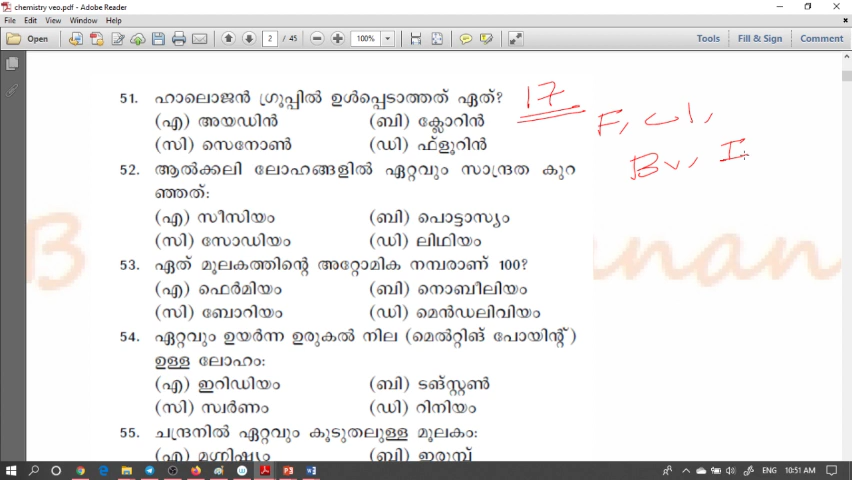 chemistry veo.pdf - Adobe Reader
File Edit View Window Help
Open 2 / 45 100% Tools Fill & Sign Comment
51. ഹാലൊജൻ ഗ്രൂപ്പിൽ ഉൾപ്പെടാത്തത് ഏത്? 17
(എ) അയഡിൻ (ബി) ക്ലോറിൻ F, Cl,
(സി) സെനോൺ (ഡി) ഫ്ളൂറിൻ Br, I
52. ആൽക്കലി ലോഹങ്ങളിൽ ഏറ്റവും സാന്ദ്രത കുറ
ഞ്ഞത്:
(എ) സീസിയം (ബി) പൊട്ടാസ്യം
(സി) സോഡിയം (ഡി) ലിഥിയം
53. ഏത് മൂലകത്തിന്റെ അറ്റോമിക നമ്പരാണ് 100?
(എ) ഫെർമിയം (ബി) നൊബീലിയം
(സി) ബോറിയം (ഡി) മെൻഡലിവിയം
54. ഏറ്റവും ഉയർന്ന ഉരുകൽ നില (മെൽറ്റിങ് പോയിന്റ്)
ഉള്ള ലോഹം:
(എ) ഇറിഡിയം (ബി) ടങ്സ്റ്റൺ
(സി) സ്വർണം (ഡി) റിനിയം
55. ചന്ദ്രനിൽ ഏറ്റവും കൂടുതലുള്ള മൂലകം:
(എ) മഗ്നീഷ്യം (ബി) ഇരുമ്പ്
ENG 10:51 AM